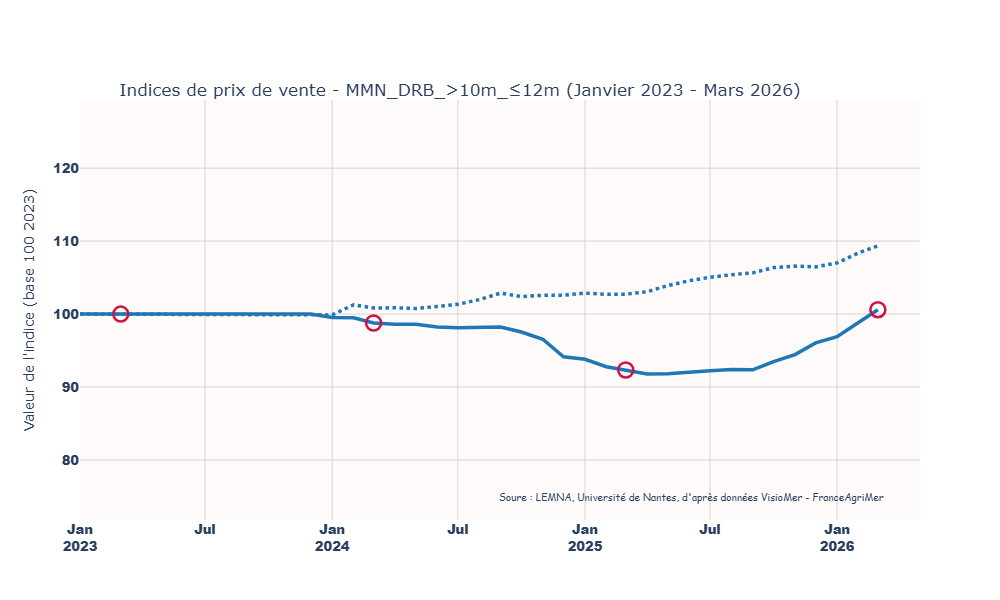 Indices de prix de vente - MMN_DRB_>10m_≤12m (Janvier 2023 - Mars 2026)
Valeur de l'indice (base 100 2023)
120
110
100
90
80
Soure : LEMNA, Université de Nantes, d'après données VisioMer - FranceAgriMer
Jan Jul Jan Jul Jan Jul Jan
2023 2024 2025 2026